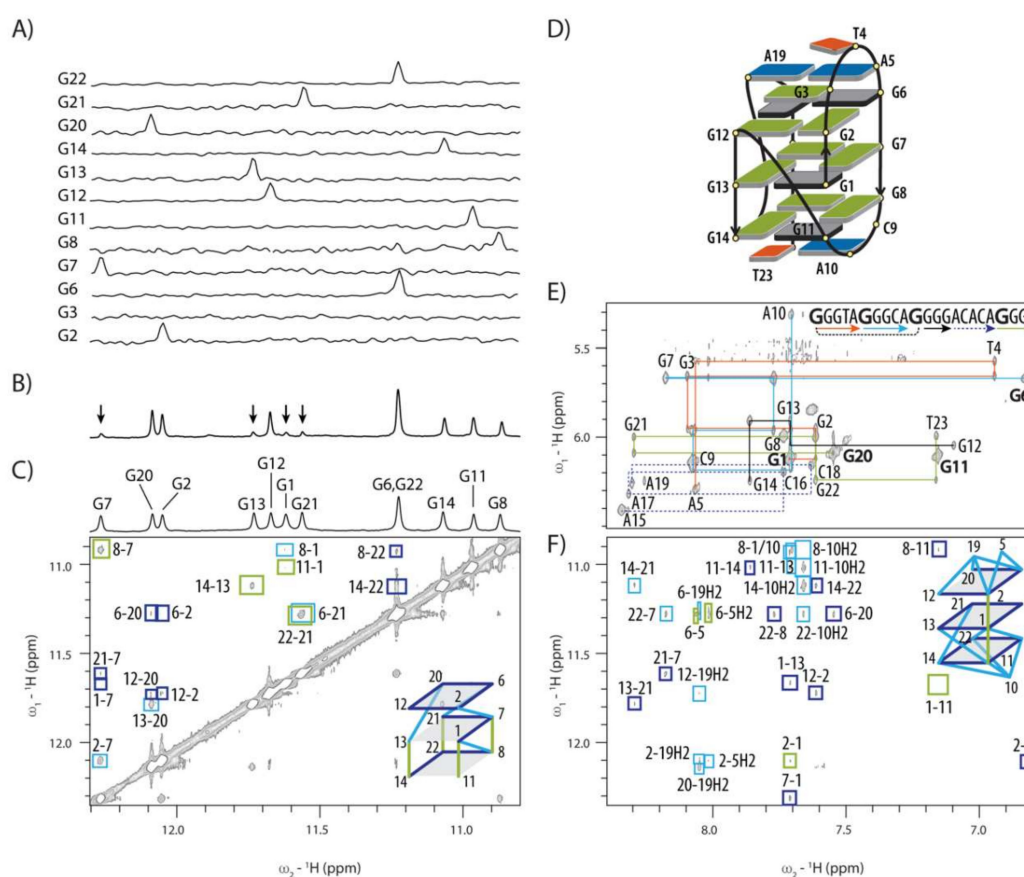 A)
G22
G21
G20
G14
G13
G12
G11
G8
G7
G6
G3
G2
B)
C)
G7
G20
G2
G13
G12
G1
G21
G6,G22
G14
G11
G8
8-7
8-1
8-22
11-1
14-13
14-22
6-20
6-2
6-21
22-21
21-7
12-20
1-7
12-2
13-20
2-7
20
6
12
2
21
7
13
1
22
8
14
11
11.0
11.5
12.0
ω₁ - ¹H (ppm)
12.0
11.5
11.0
ω₂ - ¹H (ppm)
D)
T4
A19
A5
G3
G6
G12
G2
G7
G13
G1
G8
G11
G14
C9
T23
A10
E)
A10
GGGTAGGGCAGGGGACACAGGG
T4
G7
G3
G6
G13
G21
G2
T23
G8
G12
G1
G20
G11
C9
C18
A19
G14
C16
G22
A17
A5
A15
5.5
6.0
ω₁ - ¹H (ppm)
F)
8-1/10
8-10H2
8-11
11-14
11-13
11-10H2
14-21
14-10H2
14-22
6-19H2
22-7
6-5H2
6-20
6-5
22-8
22-10H2
21-7
1-13
12-19H2
12-2
13-21
1-11
2-19H2
2-5H2
2-1
2-
20-19H2
7-1
19
5
20
12
2
21
13
1
22
14
11
10
11.0
11.5
12.0
ω₁ - ¹H (ppm)
8.0
7.5
7.0
ω₂ - ¹H (ppm)